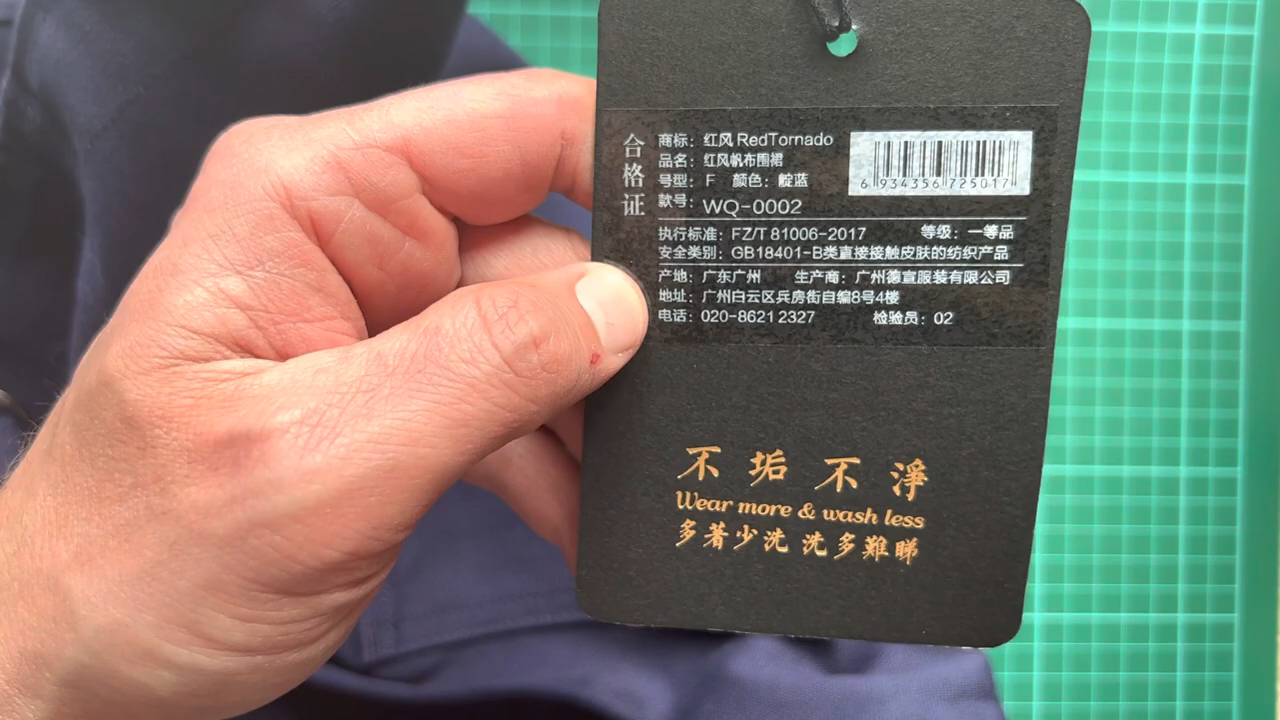 合格证
商标: 红风 RedTornado
品名: 红风帆布围裙
号型: F 颜色: 靛蓝
款号: WQ-0002
6 934356 725017
执行标准: FZ/T 81006-2017 等级: 一等品
安全类别: GB18401-B类直接接触皮肤的纺织产品
产地: 广东广州 生产商: 广州德宣服装有限公司
地址: 广州白云区兵房街自编8号4楼
电话: 020-8621 2327 检验员: 02
不垢不淨
Wear more & wash less
多著少洗 洗多難睇